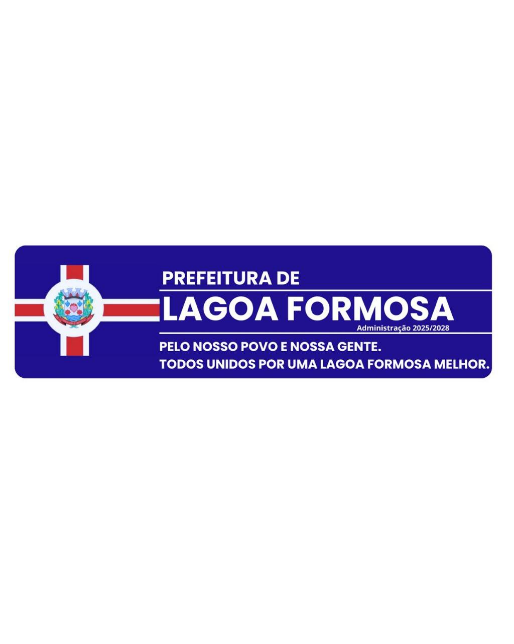 PREFEITURA DE
LAGOA FORMOSA
Administração 2025/2028
PELO NOSSO POVO E NOSSA GENTE.
TODOS UNIDOS POR UMA LAGOA FORMOSA MELHOR.